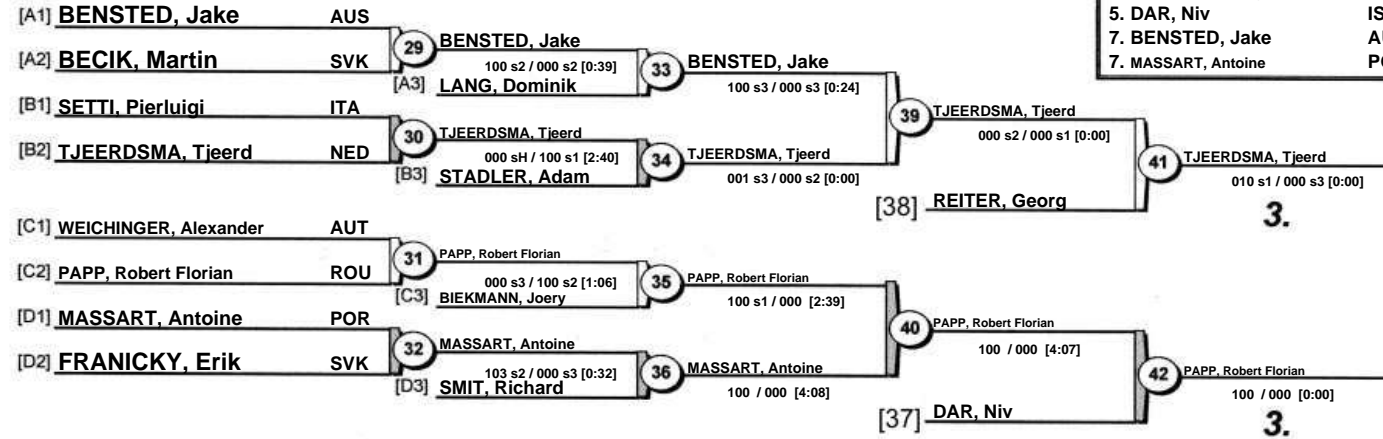 5. DAR, Niv IS
7. BENSTED, Jake AU
7. MASSART, Antoine PO
[A1] BENSTED, Jake AUS
[A2] BECIK, Martin SVK
29 BENSTED, Jake
100 s2 / 000 s2 [0:39]
[A3] LANG, Dominik
33 BENSTED, Jake
100 s3 / 000 s3 [0:24]
[B1] SETTI, Pierluigi ITA
[B2] TJEERDSMA, Tjeerd NED
30 TJEERDSMA, Tjeerd
000 sH / 100 s1 [2:40]
[B3] STADLER, Adam
34 TJEERDSMA, Tjeerd
001 s3 / 000 s2 [0:00]
39 TJEERDSMA, Tjeerd
000 s2 / 000 s1 [0:00]
[38] REITER, Georg
41 TJEERDSMA, Tjeerd
010 s1 / 000 s3 [0:00]
3.
[C1] WEICHINGER, Alexander AUT
[C2] PAPP, Robert Florian ROU
31 PAPP, Robert Florian
000 s3 / 100 s2 [1:06]
[C3] BIEKMANN, Joery
35 PAPP, Robert Florian
100 s1 / 000 [2:39]
[D1] MASSART, Antoine POR
[D2] FRANICKY, Erik SVK
32 MASSART, Antoine
103 s2 / 000 s3 [0:32]
[D3] SMIT, Richard
36 MASSART, Antoine
100 / 000 [4:08]
40 PAPP, Robert Florian
100 / 000 [4:07]
[37] DAR, Niv
42 PAPP, Robert Florian
100 / 000 [0:00]
3.